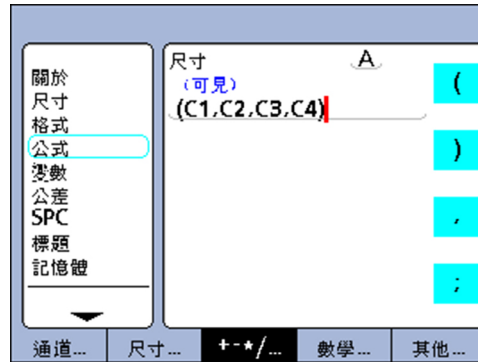 關於
尺寸
格式
公式
變數
公差
SPC
標題
記憶體
尺寸
A
（可見）
(C1,C2,C3,C4)
(
)
,
;
通道...
尺寸...
+-*/...
數學...
其他...